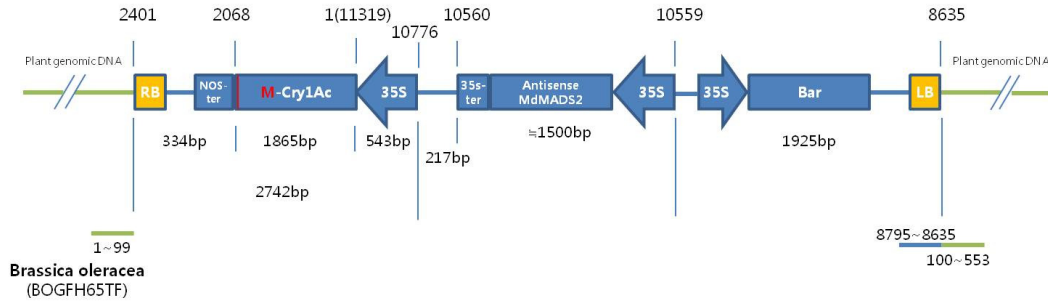 2401
2068
1(11319)
10776
10560
10559
8635
Plant genomic DNA
Plant genomic DNA
RB
NOS-
ter
M-Cry1Ac
35S
35s-
ter
Antisense
MdMADS2
35S
35S
Bar
LB
334bp
1865bp
543bp
217bp
≒1500bp
1925bp
2742bp
1~99
Brassica oleracea
(BOGFH65TF)
8795~8635
100~553